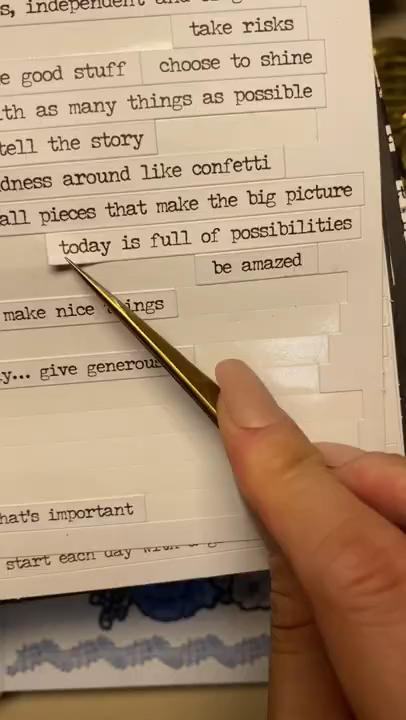 s, independent and
take risks
e good stuff choose to shine
th as many things as possible
tell the story
dness around like confetti
all pieces that make the big picture
today is full of possibilities
be amazed
make nice things
y... give generous
hat's important
start each day with a